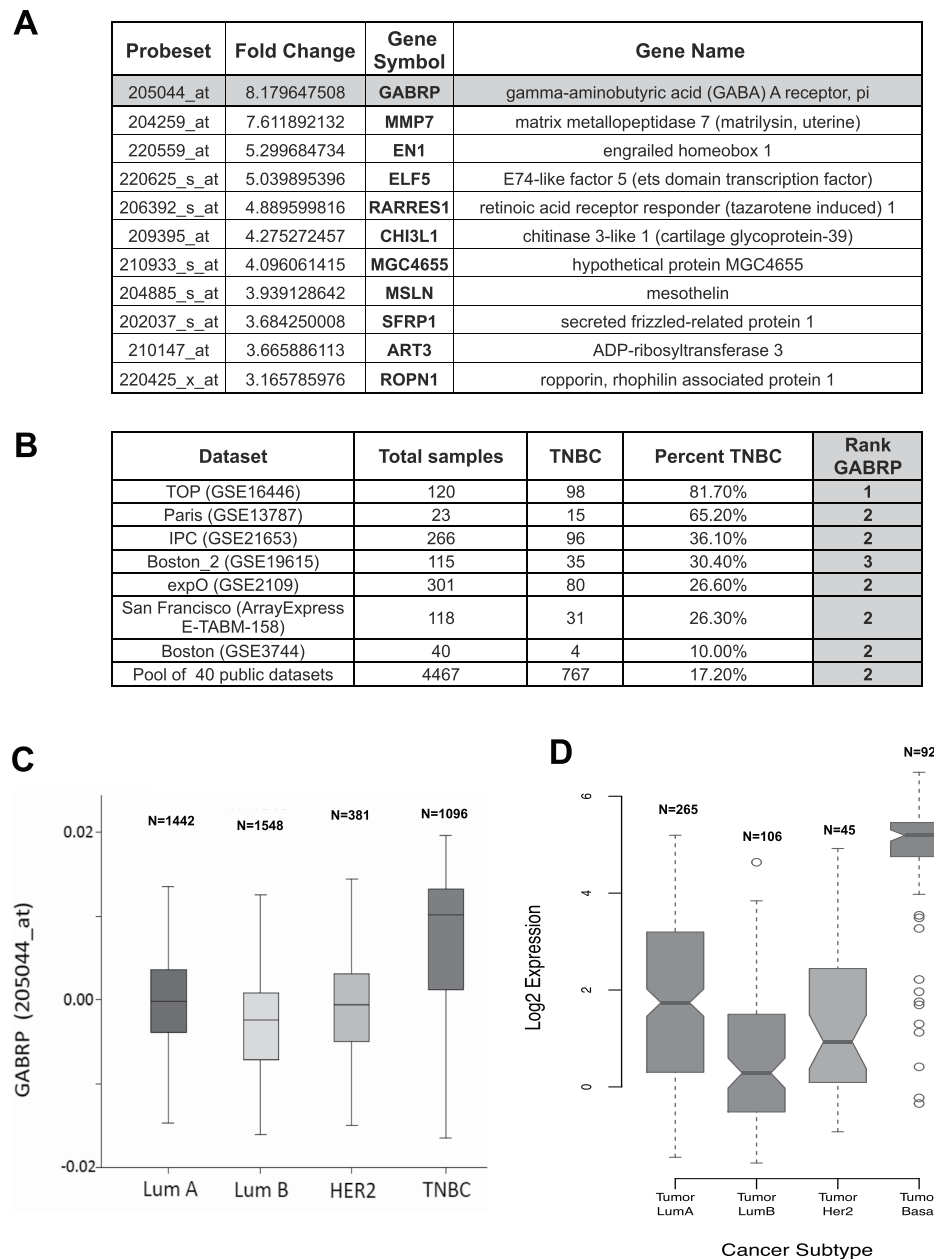 A
Probeset Fold Change Gene Symbol Gene Name
205044_at 8.179647508 GABRP gamma-aminobutyric acid (GABA) A receptor, pi
204259_at 7.611892132 MMP7 matrix metallopeptidase 7 (matrilysin, uterine)
220559_at 5.299684734 EN1 engrailed homeobox 1
220625_s_at 5.039895396 ELF5 E74-like factor 5 (ets domain transcription factor)
206392_s_at 4.889599816 RARRES1 retinoic acid receptor responder (tazarotene induced) 1
209395_at 4.275272457 CHI3L1 chitinase 3-like 1 (cartilage glycoprotein-39)
210933_s_at 4.096061415 MGC4655 hypothetical protein MGC4655
204885_s_at 3.939128642 MSLN mesothelin
202037_s_at 3.684250008 SFRP1 secreted frizzled-related protein 1
210147_at 3.665886113 ART3 ADP-ribosyltransferase 3
220425_x_at 3.165785976 ROPN1 ropporin, rhophilin associated protein 1
B
Dataset Total samples TNBC Percent TNBC Rank GABRP
TOP (GSE16446) 120 98 81.70% 1
Paris (GSE13787) 23 15 65.20% 2
IPC (GSE21653) 266 96 36.10% 2
Boston_2 (GSE19615) 115 35 30.40% 3
expO (GSE2109) 301 80 26.60% 2
San Francisco (ArrayExpress E-TABM-158) 118 31 26.30% 2
Boston (GSE3744) 40 4 10.00% 2
Pool of 40 public datasets 4467 767 17.20% 2
C
GABRP (205044_at)
0.02
0.00
-0.02
N=1442 N=1548 N=381 N=1096
Lum A Lum B HER2 TNBC
D
Log2 Expression
6
4
2
0
N=265 N=106 N=45 N=92
Tumor LumA Tumor LumB Tumor Her2 Tumo Basa
Cancer Subtype